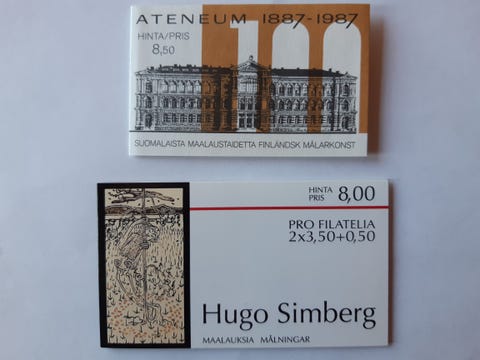 ATENEUM 1887-1987
HINTA/PRIS
8,50
100
SUOMALAISTA MAALAUSTAIDETTA FINLÄNDSK MÅLARKONST
HINTA
PRIS 8,00
PRO FILATELIA
2x3,50+0,50
Hugo Simberg
MAALAUKSIA MÅLNINGAR